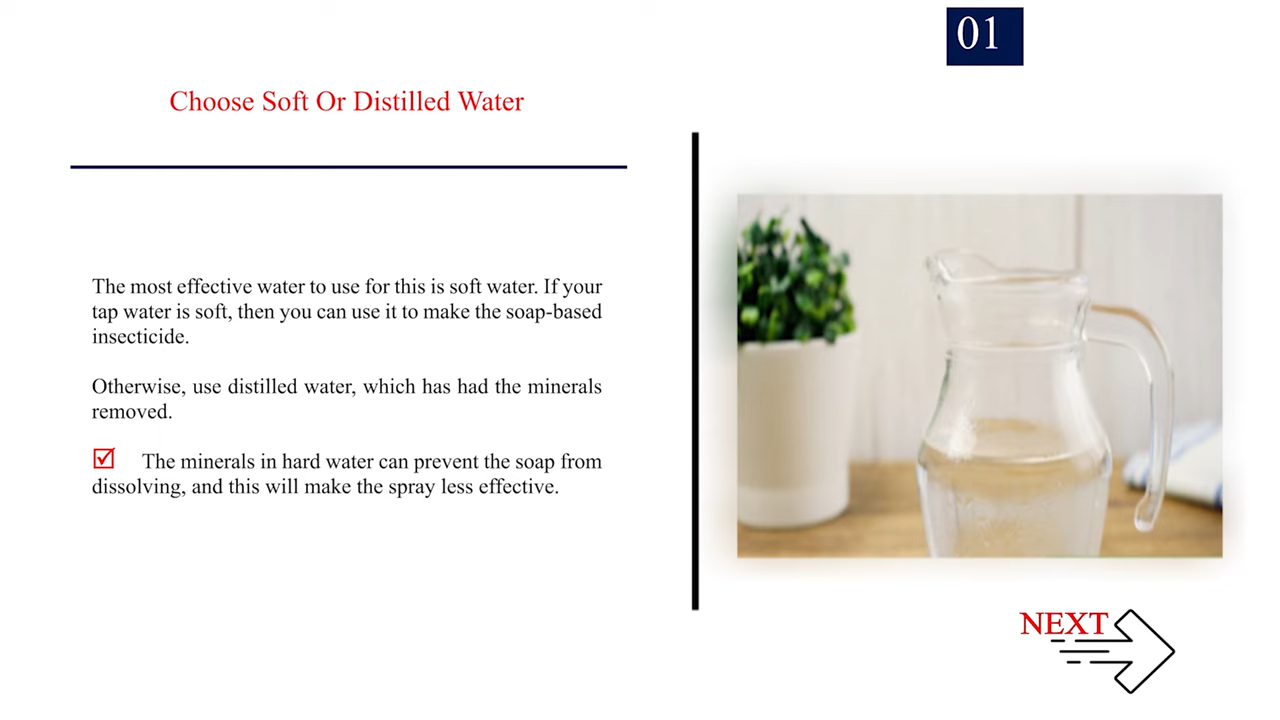 01
Choose Soft Or Distilled Water
The most effective water to use for this is soft water. If your
tap water is soft, then you can use it to make the soap-based
insecticide.
Otherwise, use distilled water, which has had the minerals
removed.
The minerals in hard water can prevent the soap from
dissolving, and this will make the spray less effective.
NEXT